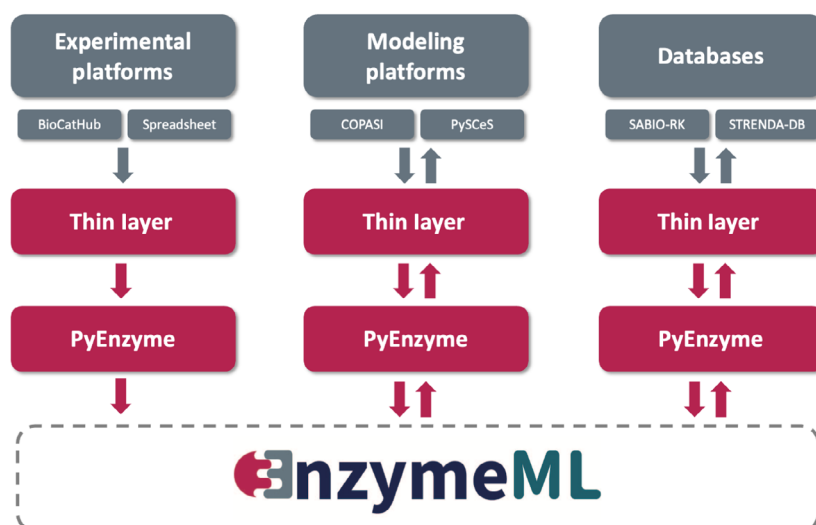 Experimental
platforms
Modeling
platforms
Databases
BioCatHub
Spreadsheet
COPASI
PySCeS
SABIO-RK
STRENDA-DB
Thin layer
Thin layer
Thin layer
PyEnzyme
PyEnzyme
PyEnzyme
EnzymeML